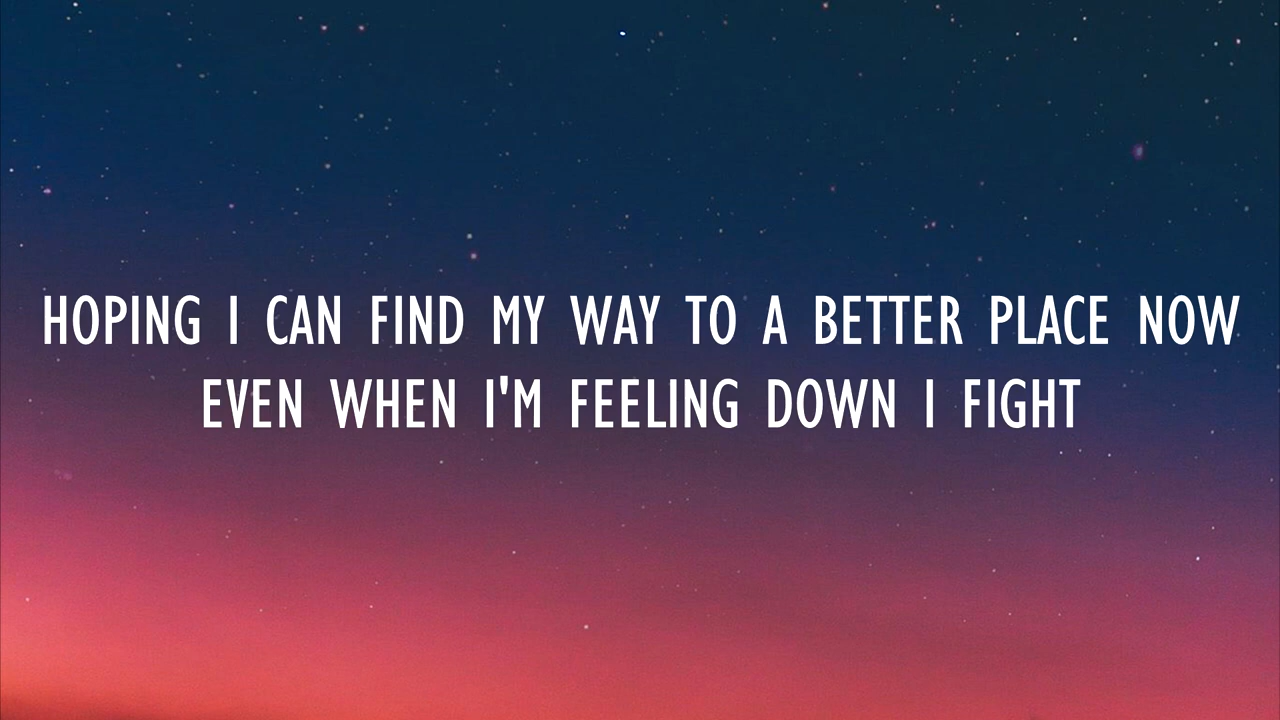 HOPING I CAN FIND MY WAY TO A BETTER PLACE NOW
EVEN WHEN I'M FEELING DOWN I FIGHT